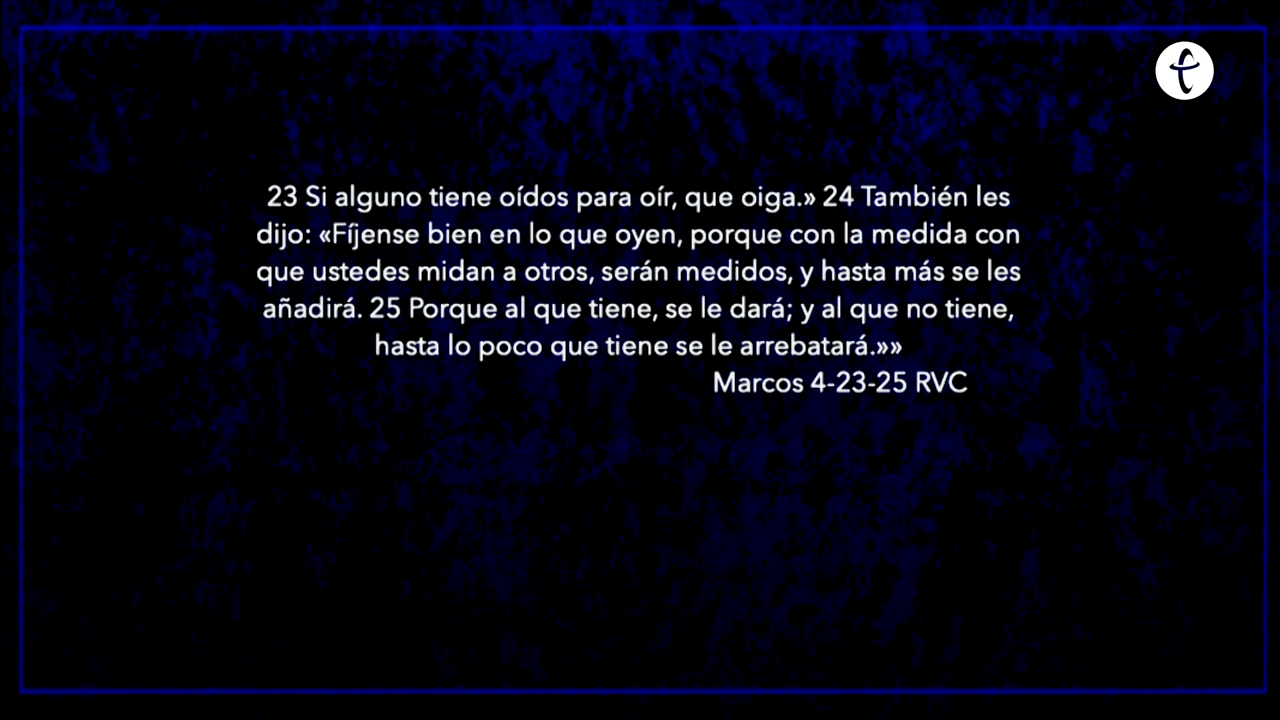 23 Si alguno tiene oídos para oír, que oiga.» 24 También les
dijo: «Fíjense bien en lo que oyen, porque con la medida con
que ustedes midan a otros, serán medidos, y hasta más se les
añadirá. 25 Porque al que tiene, se le dará; y al que no tiene,
hasta lo poco que tiene se le arrebatará.»»
Marcos 4-23-25 RVC